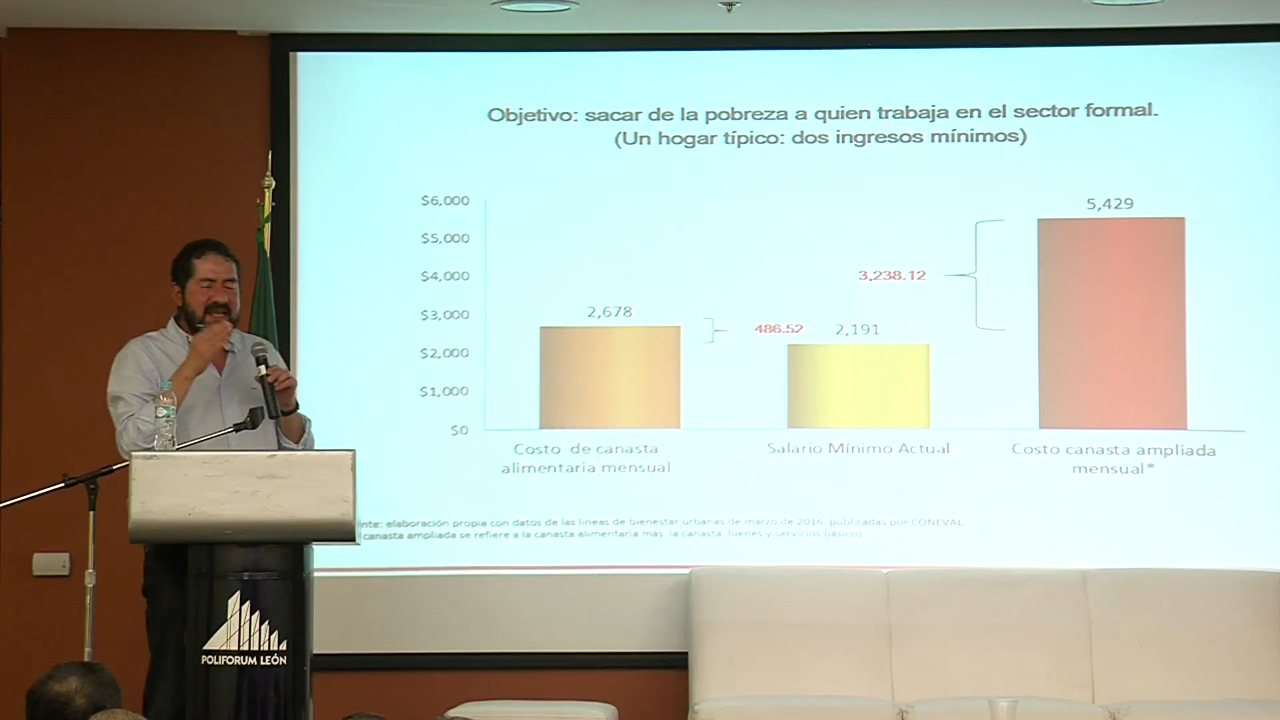 Objetivo: sacar de la pobreza a quien trabaja en el sector formal.
(Un hogar típico: dos ingresos mínimos)
$6,000
$5,000
$4,000
$3,000
$2,000
$1,000
$0
2,678
486.52
2,191
3,238.12
5,429
Costo de canasta
alimentaria mensual
Salario Mínimo Actual
Costo canasta ampliada
mensual*
nte: elaboración propia con datos de las líneas de bienestar urbanas de marzo de 2016, publicadas por CONEVAL
canasta ampliada se refiere a la canasta alimentaria más la canasta bienes y servicios básicos
POLIFORUM LEÓN